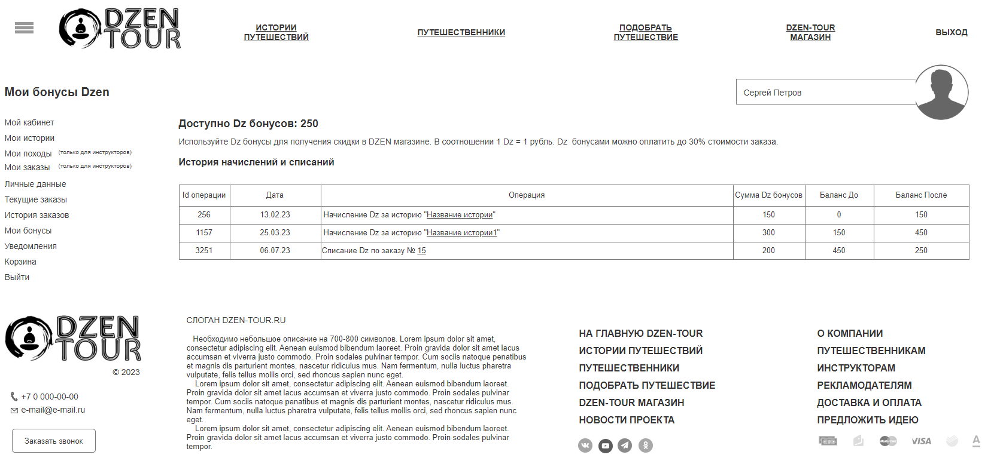 DZEN
TOUR
ИСТОРИИ
ПУТЕШЕСТВИЙ
ПУТЕШЕСТВЕННИКИ
ПОДОБРАТЬ
ПУТЕШЕСТВИЕ
DZEN-TOUR
МАГАЗИН
ВЫХОД
Мои бонусы Dzen
Сергей Петров
Мой кабинет
Мои истории
Мои походы (только для инструкторов)
Мои заказы (только для инструкторов)
Личные данные
Текущие заказы
История заказов
Мои бонусы
Уведомления
Корзина
Выйти
Доступно Dz бонусов: 250
Используйте Dz бонусы для получения скидки в DZEN магазине. В соотношении 1 Dz = 1 рубль. Dz  бонусами можно оплатить до 30% стоимости заказа.
История начислений и списаний
Id операции Дата Операция Сумма Dz бонусов Баланс До Баланс После
256 13.02.23 Начисление Dz за историю "Название истории" 150 0 150
1157 25.03.23 Начисление Dz за историю "Название истории1" 300 150 450
3251 06.07.23 Списание Dz по заказу № 15 200 450 250
DZEN
TOUR
© 2023
+7 0 000-00-00
e-mail@e-mail.ru
Заказать звонок
СЛОГАН DZEN-TOUR.RU
Необходимо небольшое описание на 700-800 символов. Lorem ipsum dolor sit amet,
consectetur adipiscing elit. Aenean euismod bibendum laoreet. Proin gravida dolor sit amet lacus
accumsan et viverra justo commodo. Proin sodales pulvinar tempor. Cum sociis natoque penatibus
et magnis dis parturient montes, nascetur ridiculus mus. Nam fermentum, nulla luctus pharetra
vulputate, felis tellus mollis orci, sed rhoncus sapien nunc eget.
Lorem ipsum dolor sit amet, consectetur adipiscing elit. Aenean euismod bibendum laoreet.
Proin gravida dolor sit amet lacus accumsan et viverra justo commodo. Proin sodales pulvinar
tempor. Cum sociis natoque penatibus et magnis dis parturient montes, nascetur ridiculus mus.
Nam fermentum, nulla luctus pharetra vulputate, felis tellus mollis orci, sed rhoncus sapien nunc
eget.
Lorem ipsum dolor sit amet, consectetur adipiscing elit. Aenean euismod bibendum laoreet.
Proin gravida dolor sit amet lacus accumsan et viverra justo commodo. Proin sodales pulvinar
tempor.
НА ГЛАВНУЮ DZEN-TOUR
ИСТОРИИ ПУТЕШЕСТВИЙ
ПУТЕШЕСТВЕННИКИ
ПОДОБРАТЬ ПУТЕШЕСТВИЕ
DZEN-TOUR МАГАЗИН
НОВОСТИ ПРОЕКТА
О КОМПАНИИ
ПУТЕШЕСТВЕННИКАМ
ИНСТРУКТОРАМ
РЕКЛАМОДАТЕЛЯМ
ДОСТАВКА И ОПЛАТА
ПРЕДЛОЖИТЬ ИДЕЮ
MasterCard
VISA